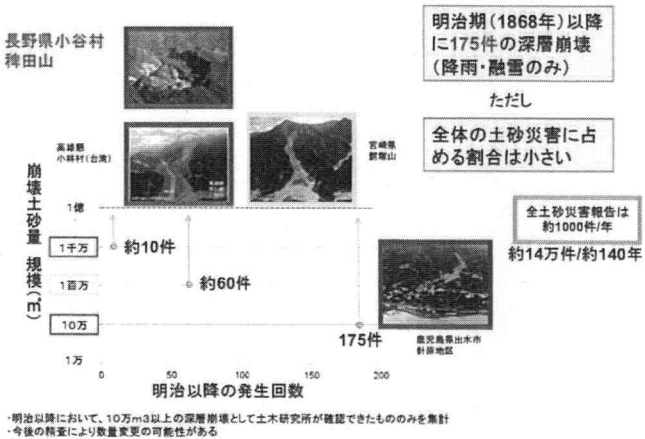 長野県小谷村
稗田山
明治期(1868年)以降
に175件の深層崩壊
(降雨・融雪のみ)
ただし
全体の土砂災害に占
める割合は小さい
高雄懸
小林村(台湾)
宮崎県
鰐塚山
崩壊土砂量 規模(㎥)
1億
1千万
1百万
10万
1万
約10件
約60件
175件
全土砂災害報告は
約1000件/年
約14万件/約140年
鹿児島県出水市
針原地区
0
50
100
150
200
明治以降の発生回数
・明治以降において、10万m3以上の深層崩壊として土木研究所が確認できたもののみを集計
・今後の精査により数量変更の可能性がある